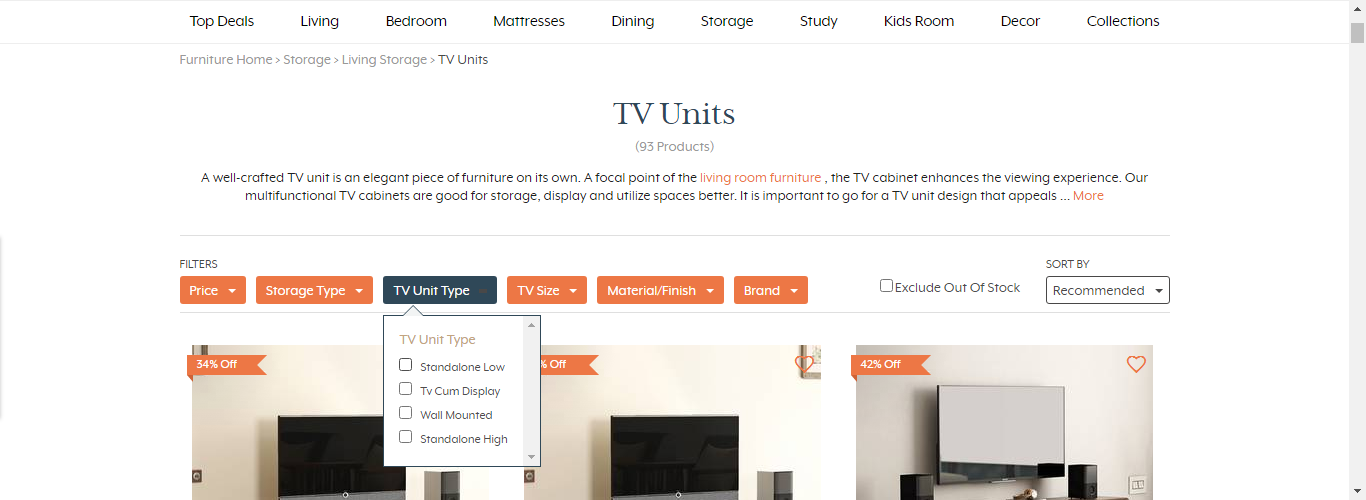 Top Deals Living Bedroom Mattresses Dining Storage Study Kids Room Decor Collections
Furniture Home > Storage > Living Storage > TV Units
TV Units
(93 Products)
A well-crafted TV unit is an elegant piece of furniture on its own. A focal point of the living room furniture , the TV cabinet enhances the viewing experience. Our
multifunctional TV cabinets are good for storage, display and utilize spaces better. It is important to go for a TV unit design that appeals ... More
FILTERS
SORT BY
Price Storage Type TV Unit Type TV Size Material/Finish Brand Exclude Out Of Stock Recommended
TV Unit Type
Standalone Low
Tv Cum Display
Wall Mounted
Standalone High
34% Off
% Off
42% Off